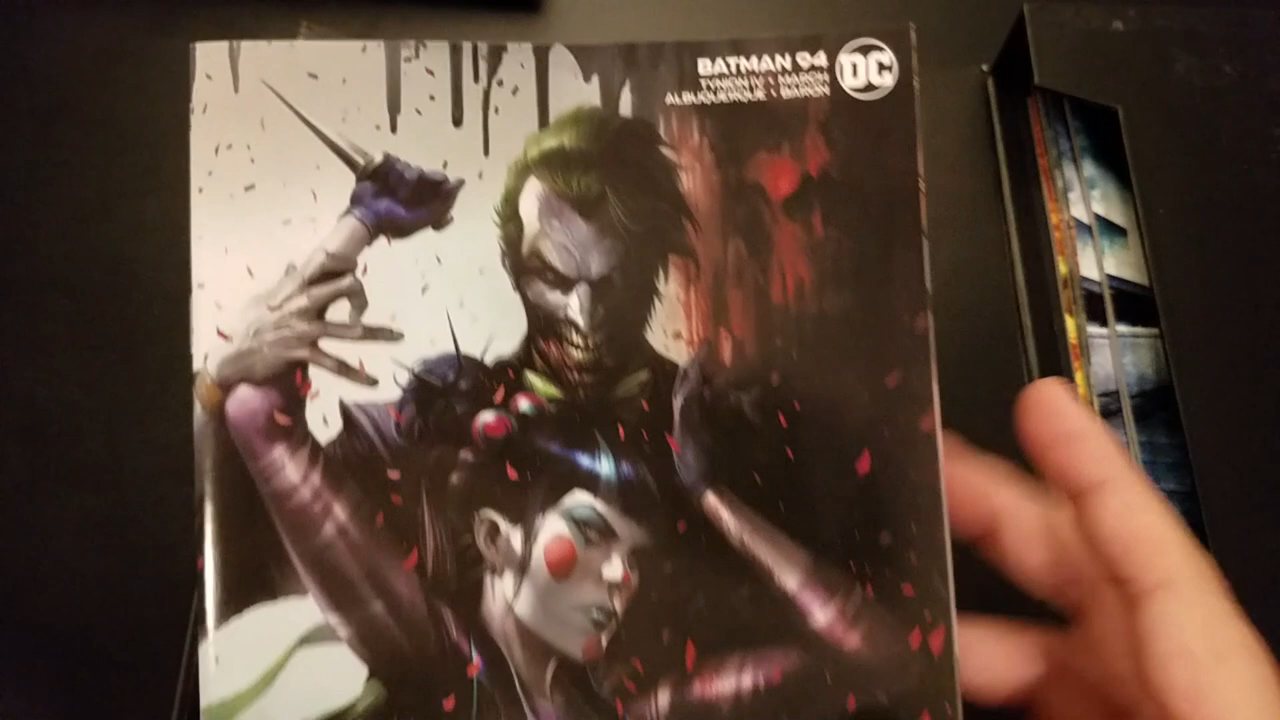 BATMAN 94
TYNION IV • MARCH
ALBUQUERQUE • BARON
DC